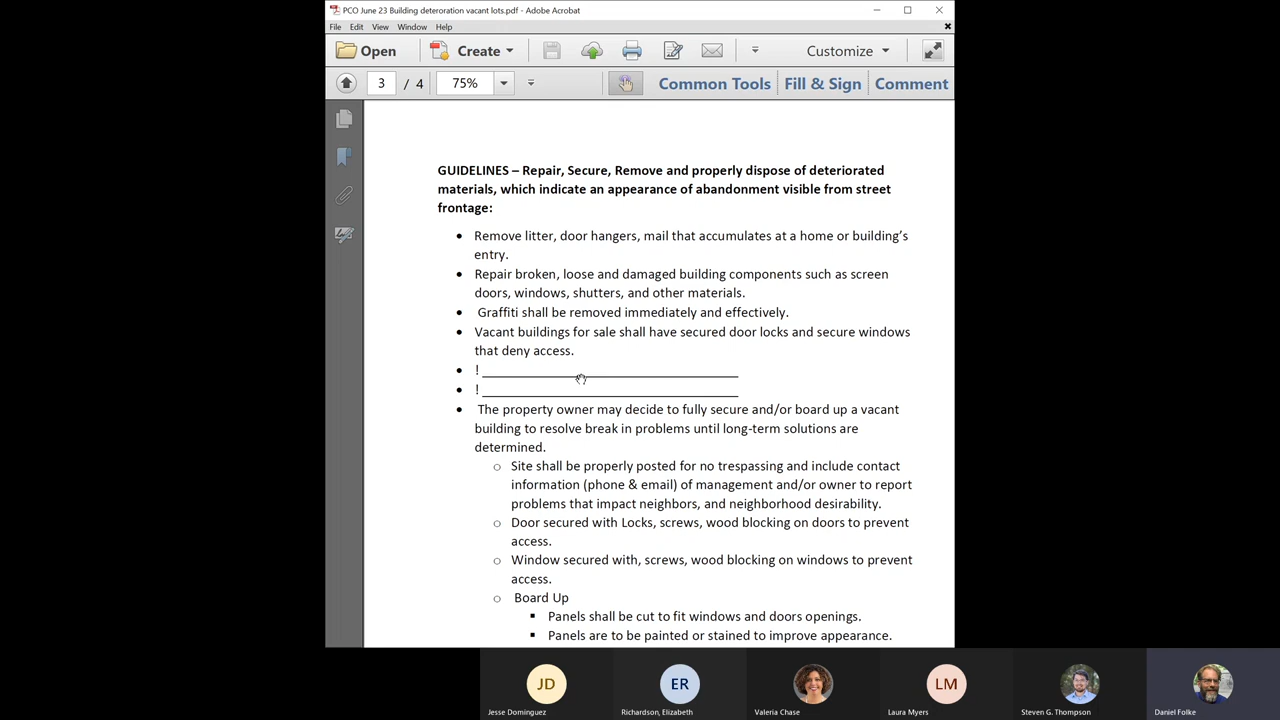 PCO June 23 Building deteroration vacant lots.pdf - Adobe Acrobat
File Edit View Window Help
Open Create Customize
3 / 4 75% Common Tools Fill & Sign Comment
GUIDELINES – Repair, Secure, Remove and properly dispose of deteriorated
materials, which indicate an appearance of abandonment visible from street
frontage:
• Remove litter, door hangers, mail that accumulates at a home or building’s
entry.
• Repair broken, loose and damaged building components such as screen
doors, windows, shutters, and other materials.
• Graffiti shall be removed immediately and effectively.
• Vacant buildings for sale shall have secured door locks and secure windows
that deny access.
• ! ___________________________________
• ! ___________________________________
• The property owner may decide to fully secure and/or board up a vacant
building to resolve break in problems until long-term solutions are
determined.
o Site shall be properly posted for no trespassing and include contact
information (phone & email) of management and/or owner to report
problems that impact neighbors, and neighborhood desirability.
o Door secured with Locks, screws, wood blocking on doors to prevent
access.
o Window secured with, screws, wood blocking on windows to prevent
access.
o Board Up
▪ Panels shall be cut to fit windows and doors openings.
▪ Panels are to be painted or stained to improve appearance.
JD ER LM
Jesse Dominguez Richardson, Elizabeth Valeria Chase Laura Myers Steven G. Thompson Daniel Folke